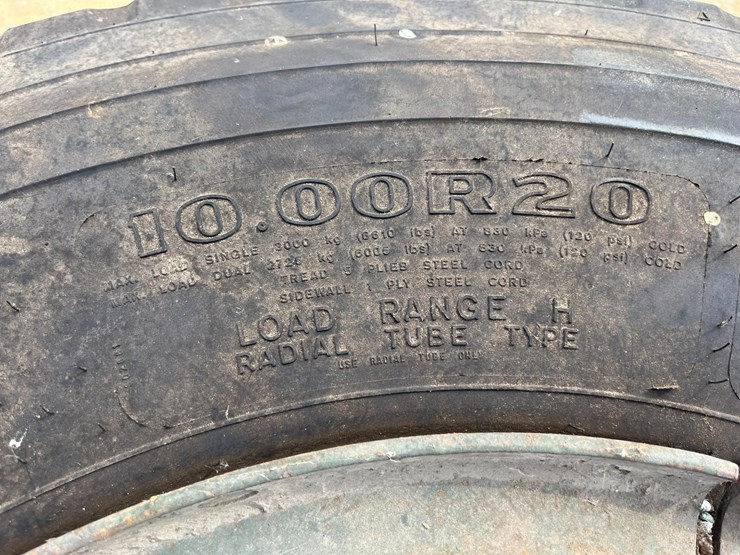 10.00R20
MAX. LOAD SINGLE 3000 kg (6610 lbs) AT 830 kPa (120 psi) COLD
MAX. LOAD DUAL 2725 kg (6005 lbs) AT 830 kPa (120 psi) COLD
TREAD 5 PLIES STEEL CORD
SIDEWALL 1 PLY STEEL CORD
LOAD RANGE H
RADIAL TUBE TYPE
USE RADIAL TUBE ONLY